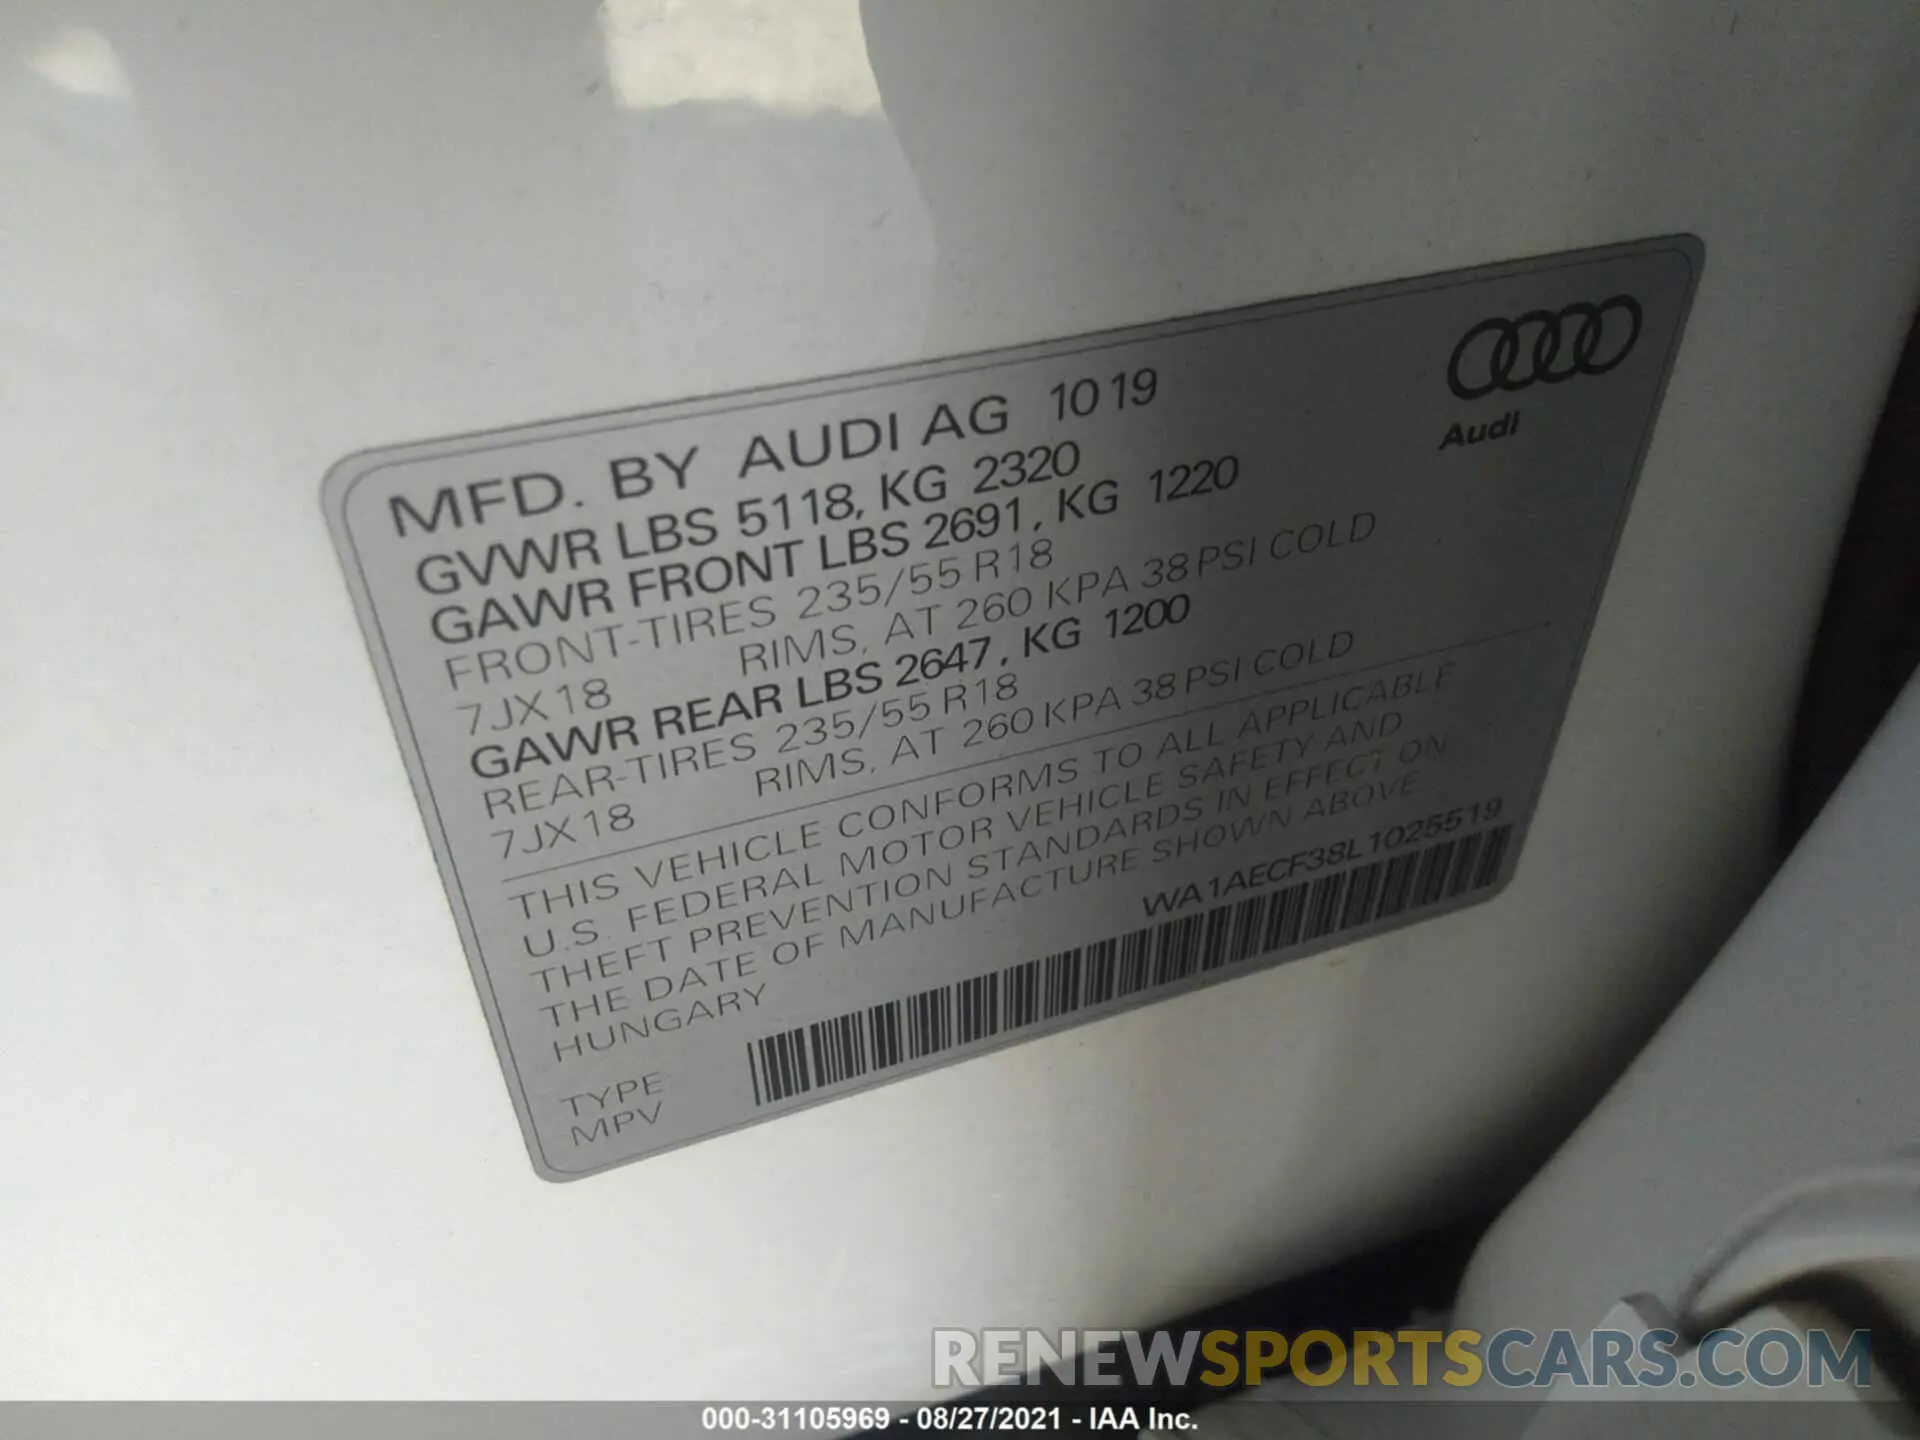 MFD. BY AUDI AG 10 19
Audi
GVWR LBS 5118, KG 2320
GAWR FRONT LBS 2691, KG 1220
FRONT-TIRES 235/55 R18
7JX18 RIMS, AT 260 KPA 38 PSI COLD
GAWR REAR LBS 2647, KG 1200
REAR-TIRES 235/55 R18
7JX18 RIMS, AT 260 KPA 38 PSI COLD
THIS VEHICLE CONFORMS TO ALL APPLICABLE
U.S. FEDERAL MOTOR VEHICLE SAFETY AND
THEFT PREVENTION STANDARDS IN EFFECT ON
THE DATE OF MANUFACTURE SHOWN ABOVE.
HUNGARY
WA1AECF38L1025519
TYPE
MPV
RENEWSPORTSCARS.COM
000-31105969 - 08/27/2021 - IAA Inc.